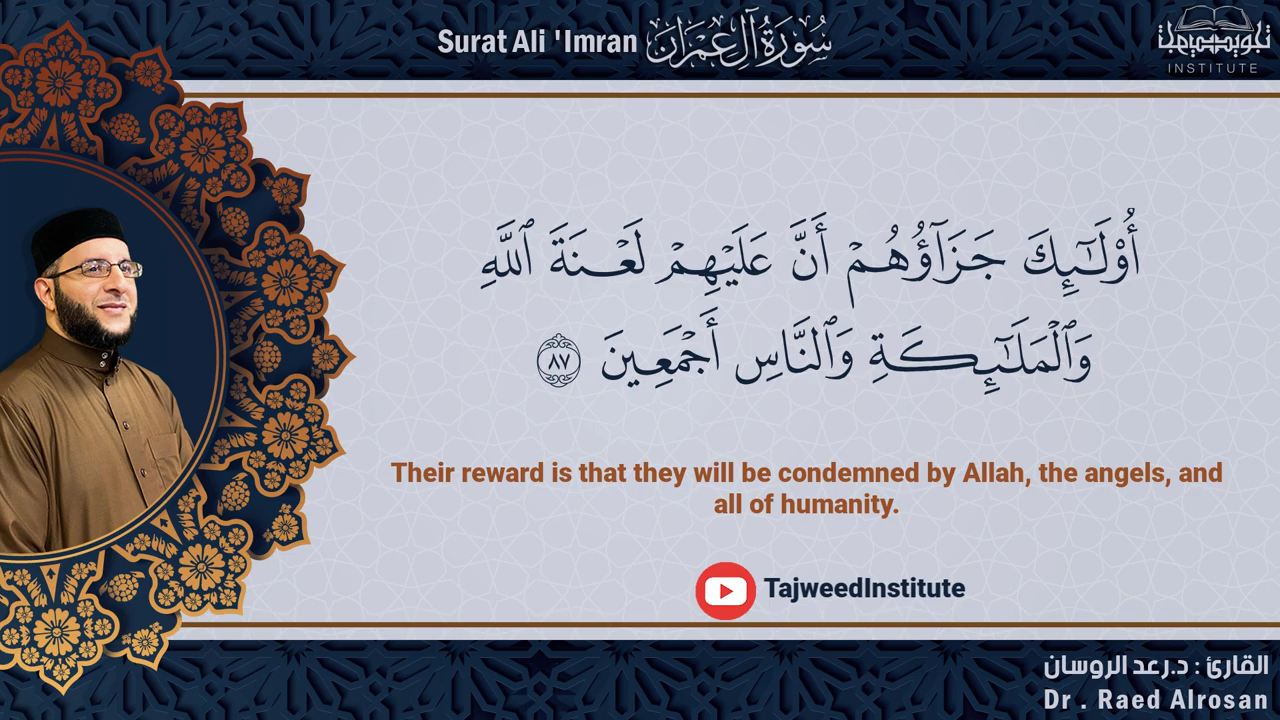 Surat Ali 'Imran سُورَةُ آلِ عِمْرَان
تجويدميديا
INSTITUTE
أُو۟لَـٰٓئِكَ جَزَآؤُهُمْ أَنَّ عَلَيْهِمْ لَعْنَةَ ٱللَّهِ
وَٱلْمَلَـٰٓئِكَةِ وَٱلنَّاسِ أَجْمَعِينَ ٨٧
Their reward is that they will be condemned by Allah, the angels, and
all of humanity.
TajweedInstitute
القارئ : د.رعد الروسان
Dr . Raed Alrosan